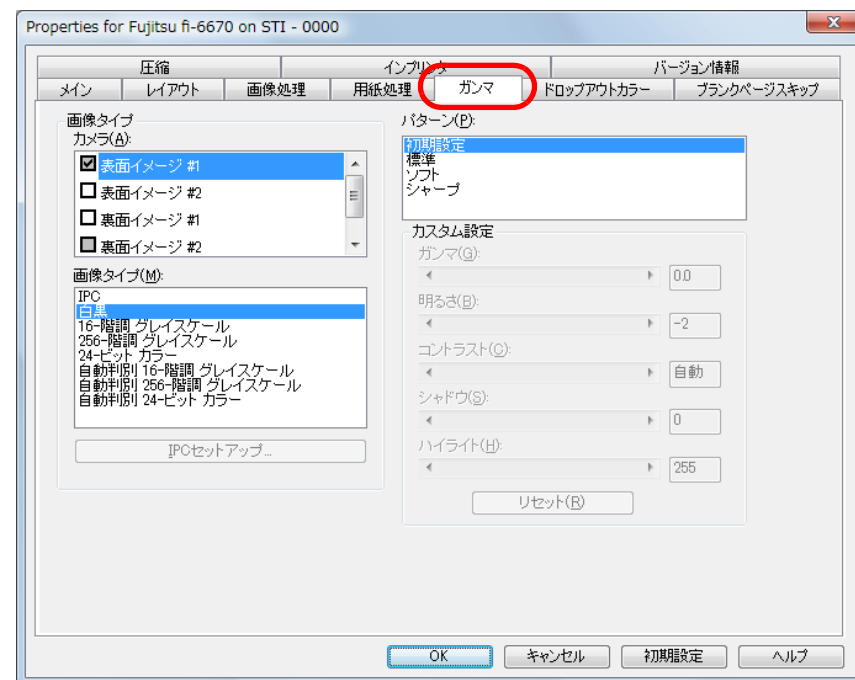 Properties for Fujitsu fi-6670 on STI - 0000
圧縮
インプリンタ
バージョン情報
メイン
レイアウト
画像処理
用紙処理
ガンマ
ドロップアウトカラー
ブランクページスキップ
画像タイプ
カメラ(A):
表面イメージ #1
表面イメージ #2
裏面イメージ #1
裏面イメージ #2
画像タイプ(M):
IPC
白黒
16-階調 グレイスケール
256-階調 グレイスケール
24-ビット カラー
自動判別 16-階調 グレイスケール
自動判別 256-階調 グレイスケール
自動判別 24-ビット カラー
IPCセットアップ...
パターン(P):
初期設定
標準
ソフト
シャープ
カスタム設定
ガンマ(G):
0.0
明るさ(B):
-2
コントラスト(C):
自動
シャドウ(S):
0
ハイライト(H):
255
リセット(R)
OK
キャンセル
初期設定
ヘルプ